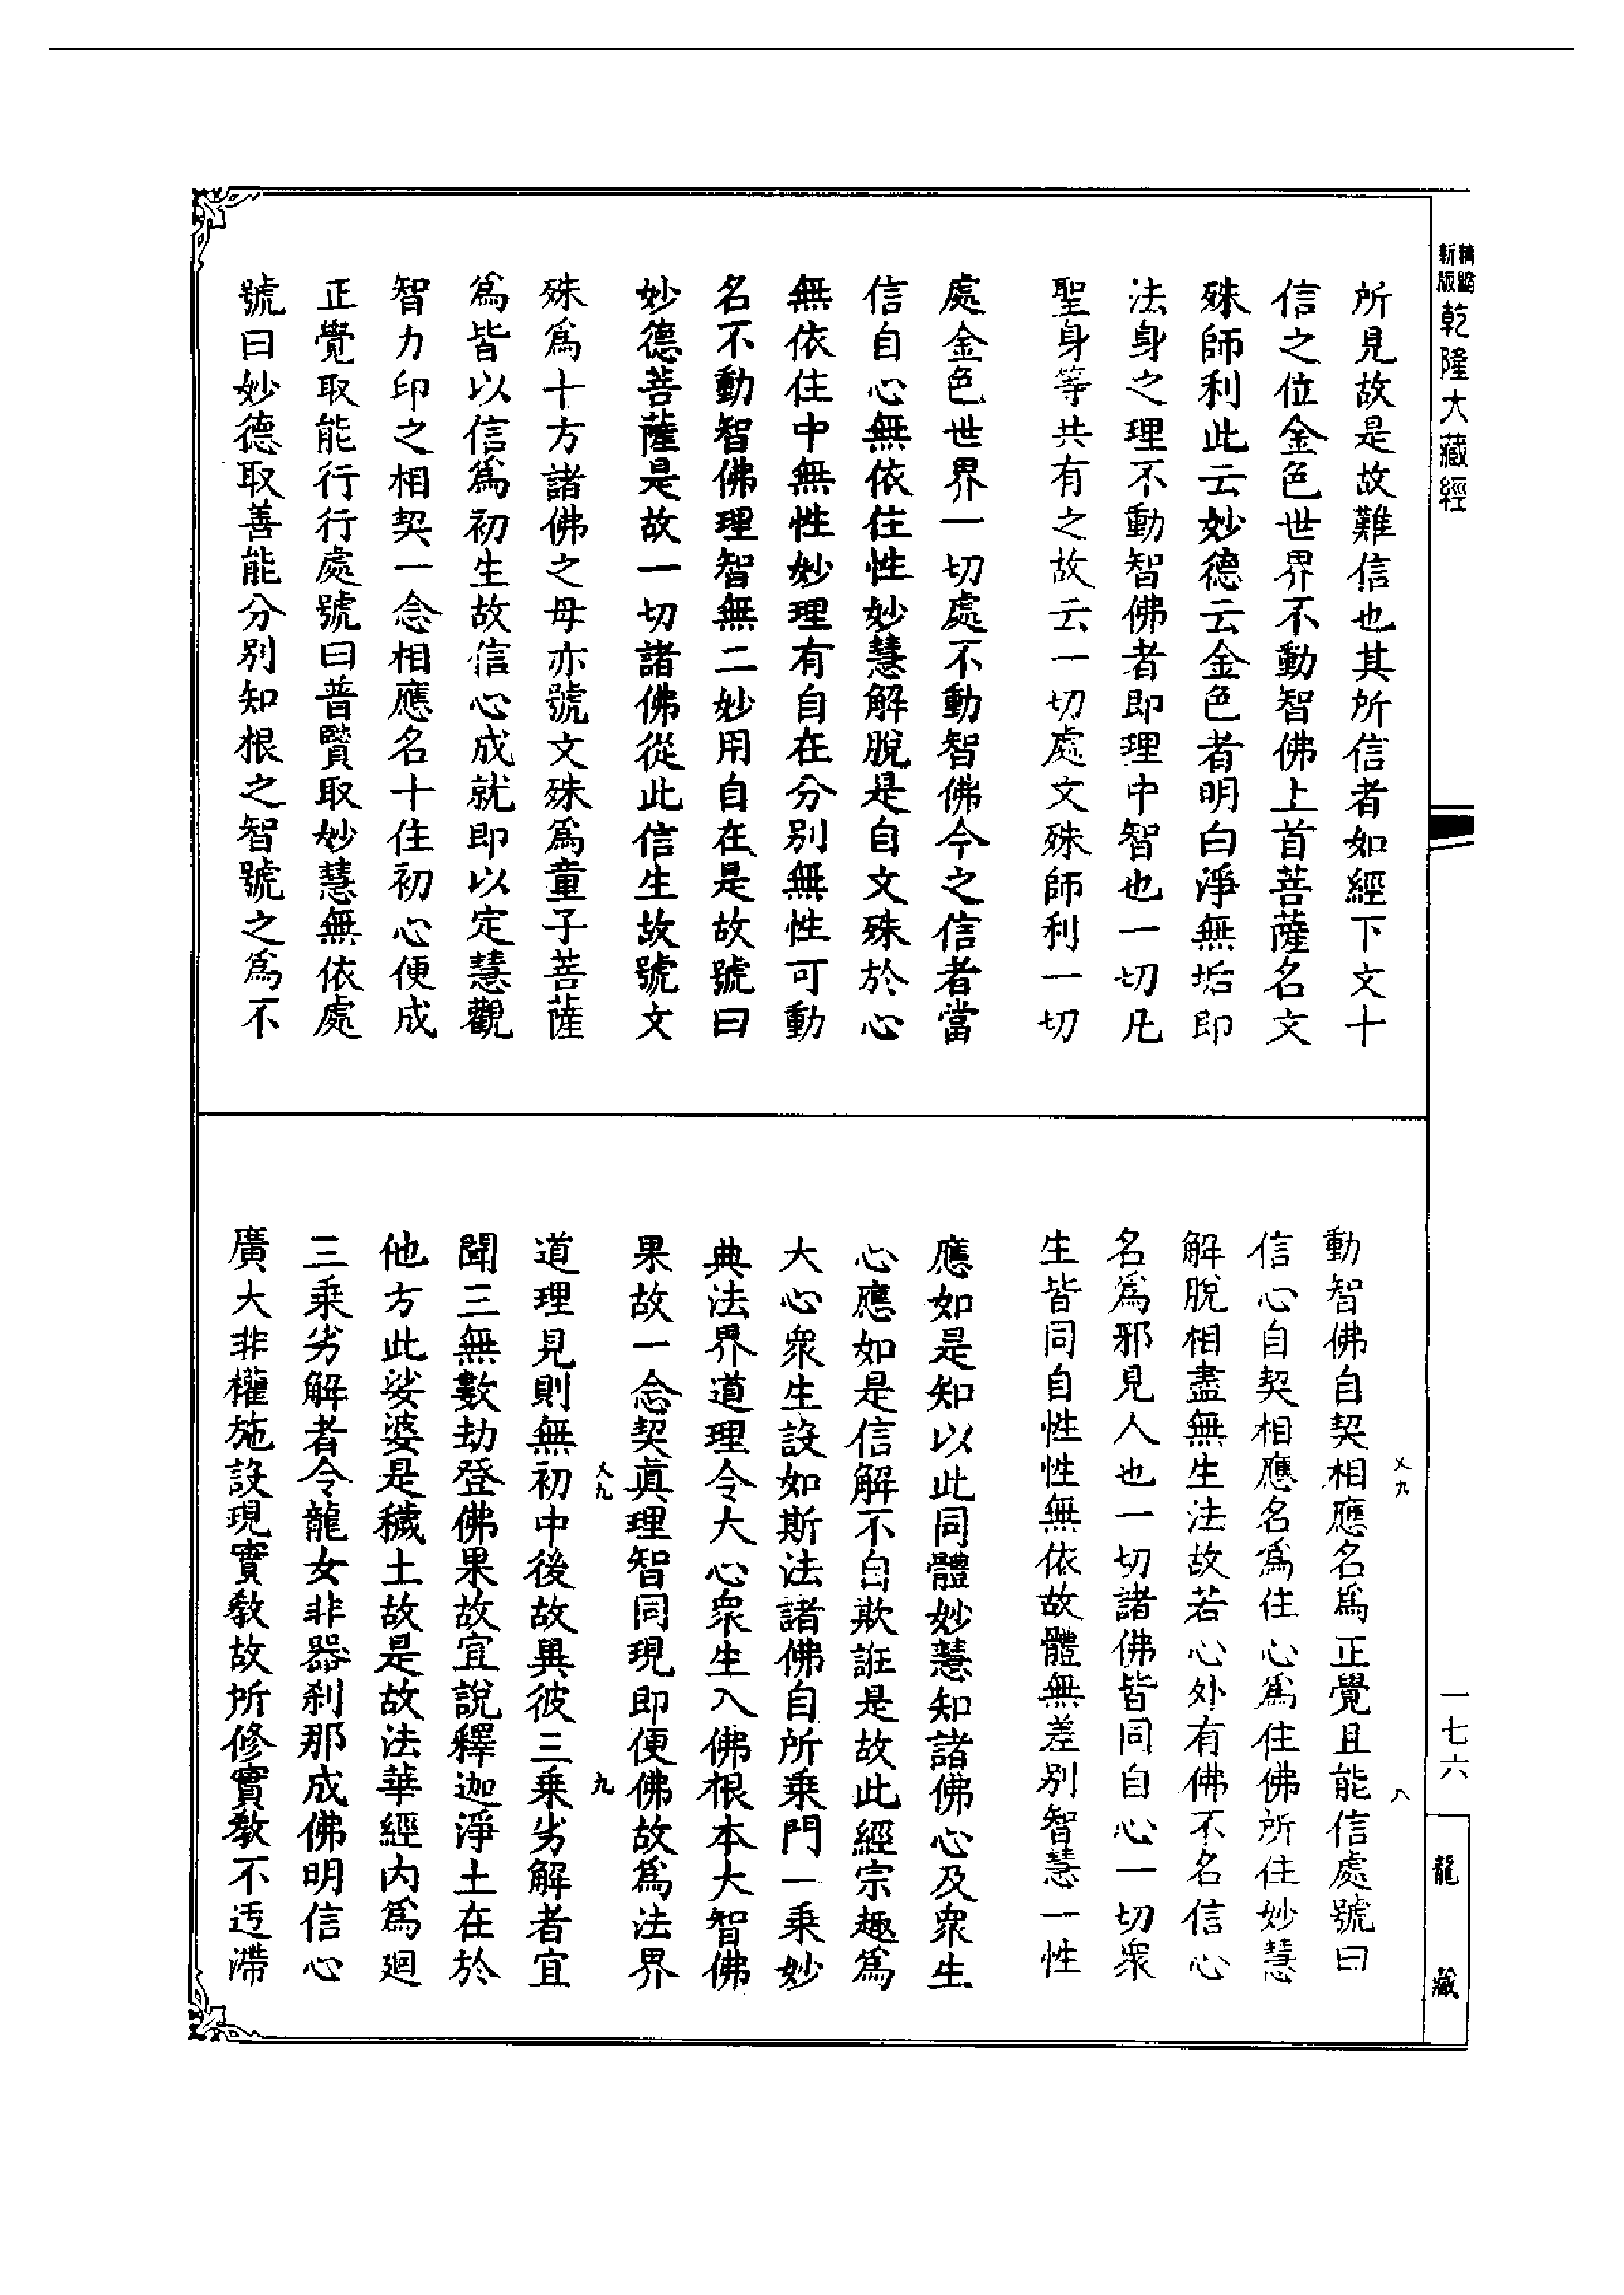 精縮
新版
乾隆大藏經
所見故是故難信也其所信者如經下文十
信之位金色世界不動智佛上首菩薩名文
殊師利此云妙德云金色者明白淨無垢即
法身之理不動智佛者即理中智也一切凡
聖身等共有之故云一切處文殊師利一切
處金色世界一切處不動智佛今之信者當
信自心無依住性妙慧解脫是自文殊於心
無依住中無性妙理有自在分別無性可動
名不動智佛理智無二妙用自在是故號曰
妙德菩薩是故一切諸佛從此信生故號文
殊為十方諸佛之母亦號文殊為童子菩薩
為皆以信為初生故信心成就即以定慧觀
智力印之相契一念相應名十住初心便成
正覺取能行行處號曰普賢取妙慧無依處
號曰妙德取善能分別知根之智號之為不
動智佛自契相應名為正覺且能信處號曰
信心自契相應名為住心為住佛所住妙慧
解脫相盡無生法故若心外有佛不名信心
名為邪見人也一切諸佛皆同自心一切衆
生皆同自性性無依故體無差別智慧一性
應如是知以此同體妙慧知諸佛心及衆生
心應如是信解不自欺誑是故此經宗趣為
大心衆生設如斯法諸佛自所乘門一乘妙
典法界道理令大心衆生入佛根本大智佛
果故一念契真理智同現即便佛故為法界
道理見則無初中後故異彼三乘劣解者宜
聞三無數劫登佛果故宜說釋迦淨土在於
他方此娑婆是穢土故是故法華經內為迴
三乘劣解者令龍女非器刹那成佛明信心
廣大非權施設現實教故所修實教不迂滯
九
八
一七六
龍藏